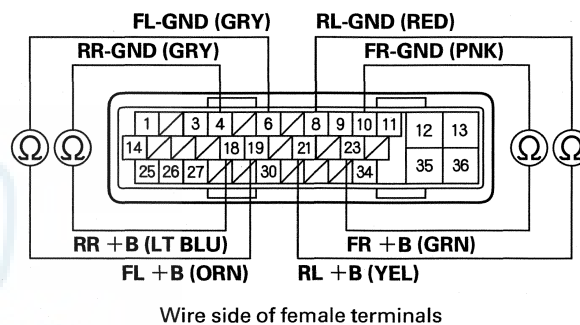 FL-GND (GRY) RL-GND (RED)
RR-GND (GRY) FR-GND (PNK)
1 3 4 6 8 9 10 11 12 13
14 18 19 21 23
25 26 27 30 34 35 36
Ω Ω Ω Ω
RR +B (LT BLU) FR +B (GRN)
FL +B (ORN) RL +B (YEL)
Wire side of female terminals